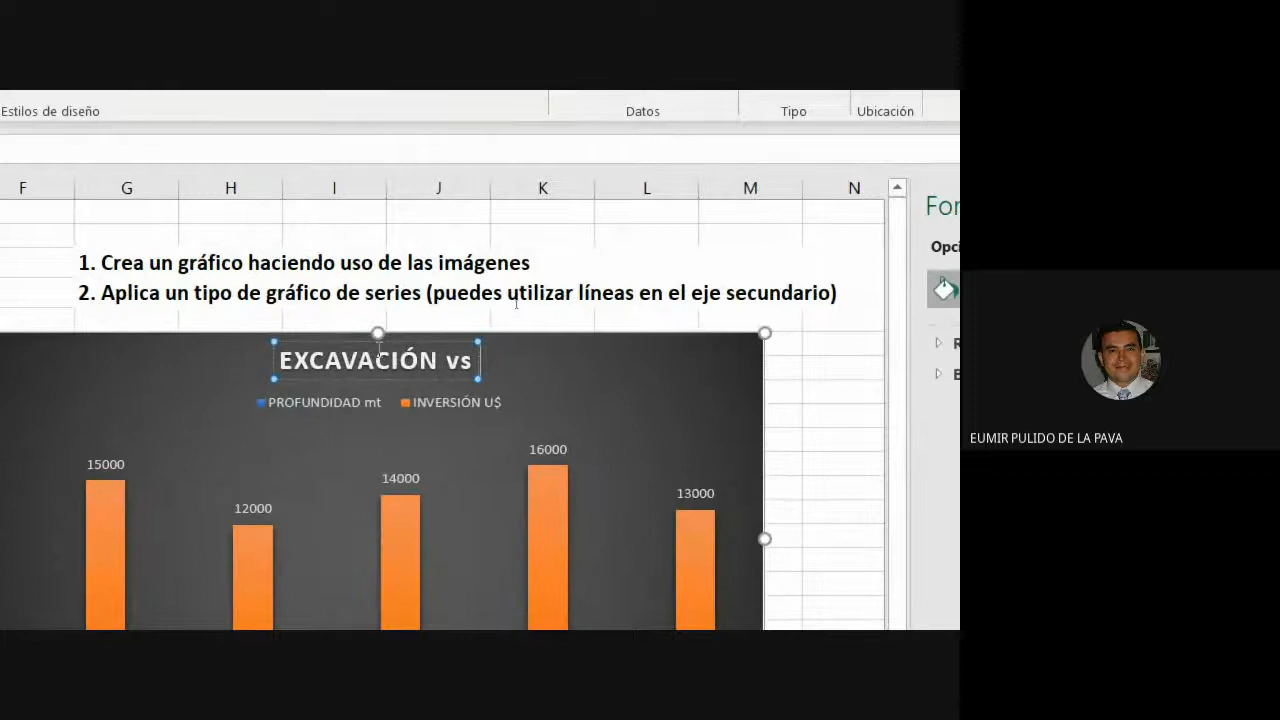 Estilos de diseño
Datos
Tipo
Ubicación
F G H I J K L M N
For
Opci
1. Crea un gráfico haciendo uso de las imágenes
2. Aplica un tipo de gráfico de series (puedes utilizar líneas en el eje secundario)
EXCAVACIÓN vs
PROFUNDIDAD mt INVERSIÓN U$
15000
12000
14000
16000
13000
EUMIR PULIDO DE LA PAVA